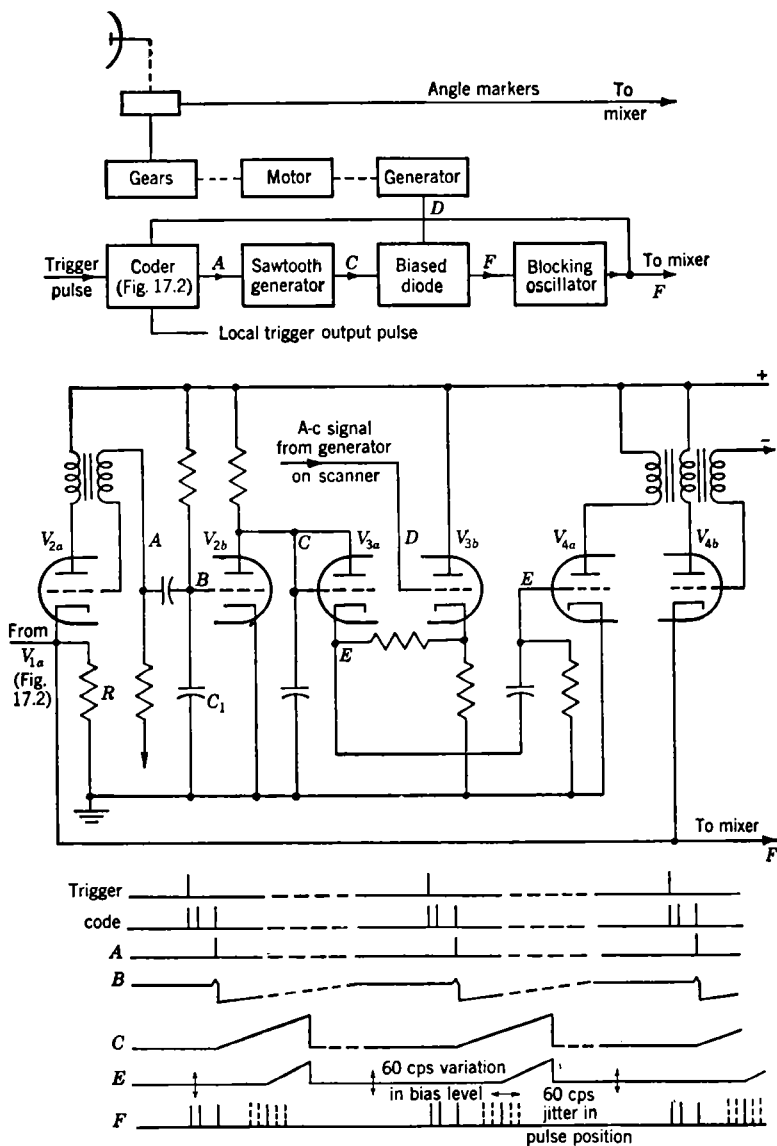 Angle markers
To
mixer
Gears
Motor
Generator
D
Trigger
pulse
Coder
(Fig. 17.2)
A
Sawtooth
generator
C
Biased
diode
F
Blocking
oscillator
To mixer
F
Local trigger output pulse
+
A-c signal
from generator
on scanner
−
V2a
A
B
V2b
C
V3a
D
V3b
V4a
E
V4b
From
V1a
(Fig.
17.2)
R
C1
E
To mixer
F
Trigger
code
A
B
C
E
60 cps variation
in bias level
60 cps
jitter in
pulse position
F